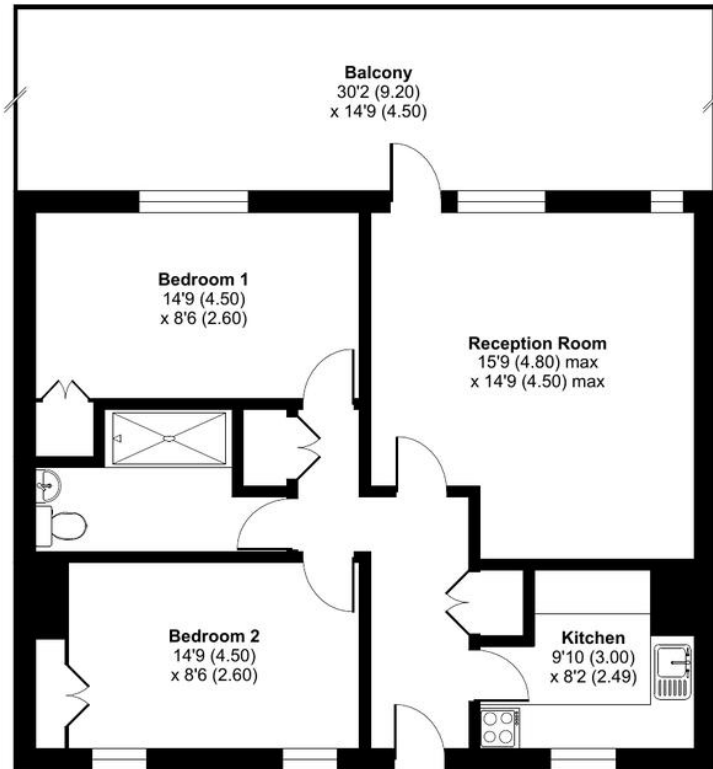 Balcony
30'2 (9.20)
x 14'9 (4.50)
Bedroom 1
14'9 (4.50)
x 8'6 (2.60)
Reception Room
15'9 (4.80) max
x 14'9 (4.50) max
Bedroom 2
14'9 (4.50)
x 8'6 (2.60)
Kitchen
9'10 (3.00)
x 8'2 (2.49)